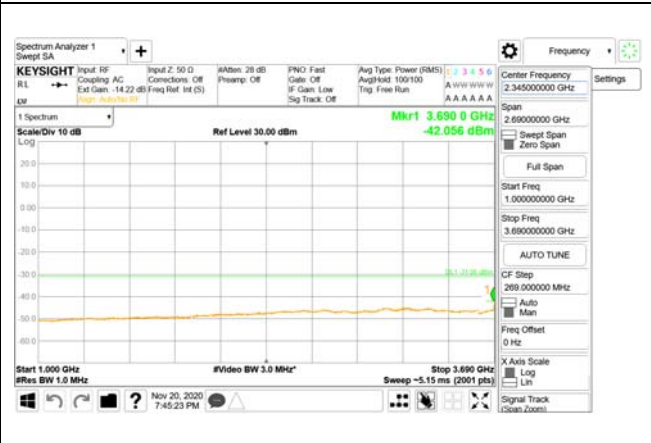 Spectrum Analyzer 1
Swept SA
+
Frequency
KEYSIGHT
RL
Input: RF
Coupling: AC
Ext Gain: -14.22 dB
Align: Auto/No RF
Input Z: 50 Ω
Corrections: Off
Freq Ref: Int (S)
#Atten: 28 dB
Preamp: Off
PNO: Fast
Gate: Off
IF Gain: Low
Sig Track: Off
Avg Type: Power (RMS)
Avg|Hold: 100/100
Trig: Free Run
1 2 3 4 5 6
A W W W W W
A A A A A A
1 Spectrum
Scale/Div 10 dB
Log
Ref Level 30.00 dBm
Mkr1 3.690 0 GHz
-42.056 dBm
20.0
10.0
0.00
-10.0
-20.0
-30.0
-40.0
-50.0
-60.0
1
Start 1.000 GHz
#Res BW 1.0 MHz
#Video BW 3.0 MHz*
Stop 3.690 GHz
Sweep ~5.15 ms (2001 pts)
Nov 20, 2020
7:45:23 PM
Center Frequency
2.345000000 GHz
Settings
Span
2.69000000 GHz
Swept Span
Zero Span
Full Span
Start Freq
1.000000000 GHz
Stop Freq
3.690000000 GHz
AUTO TUNE
CF Step
269.000000 MHz
Auto
Man
Freq Offset
0 Hz
X Axis Scale
Log
Lin
Signal Track
(Span Zoom)